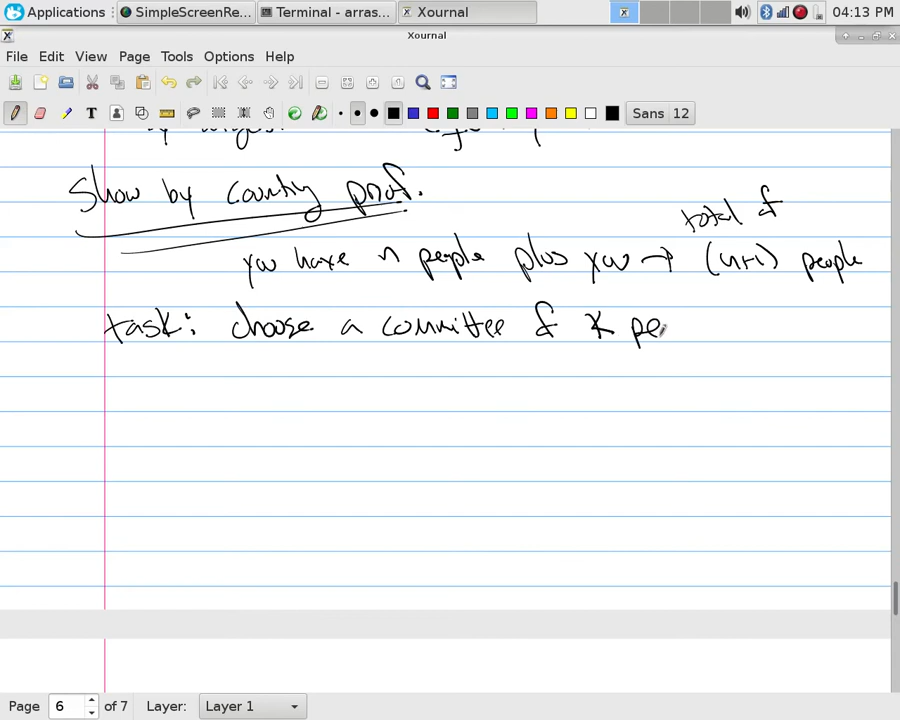 Applications SimpleScreenRe... Terminal - arras... Xournal 04:13 PM
Xournal
File Edit View Page Tools Options Help
Sans 12
Show by counting proof.
total of
you have n people plus you → (n+1) people
task: choose a committee of k pe
Page 6 of 7 Layer: Layer 1